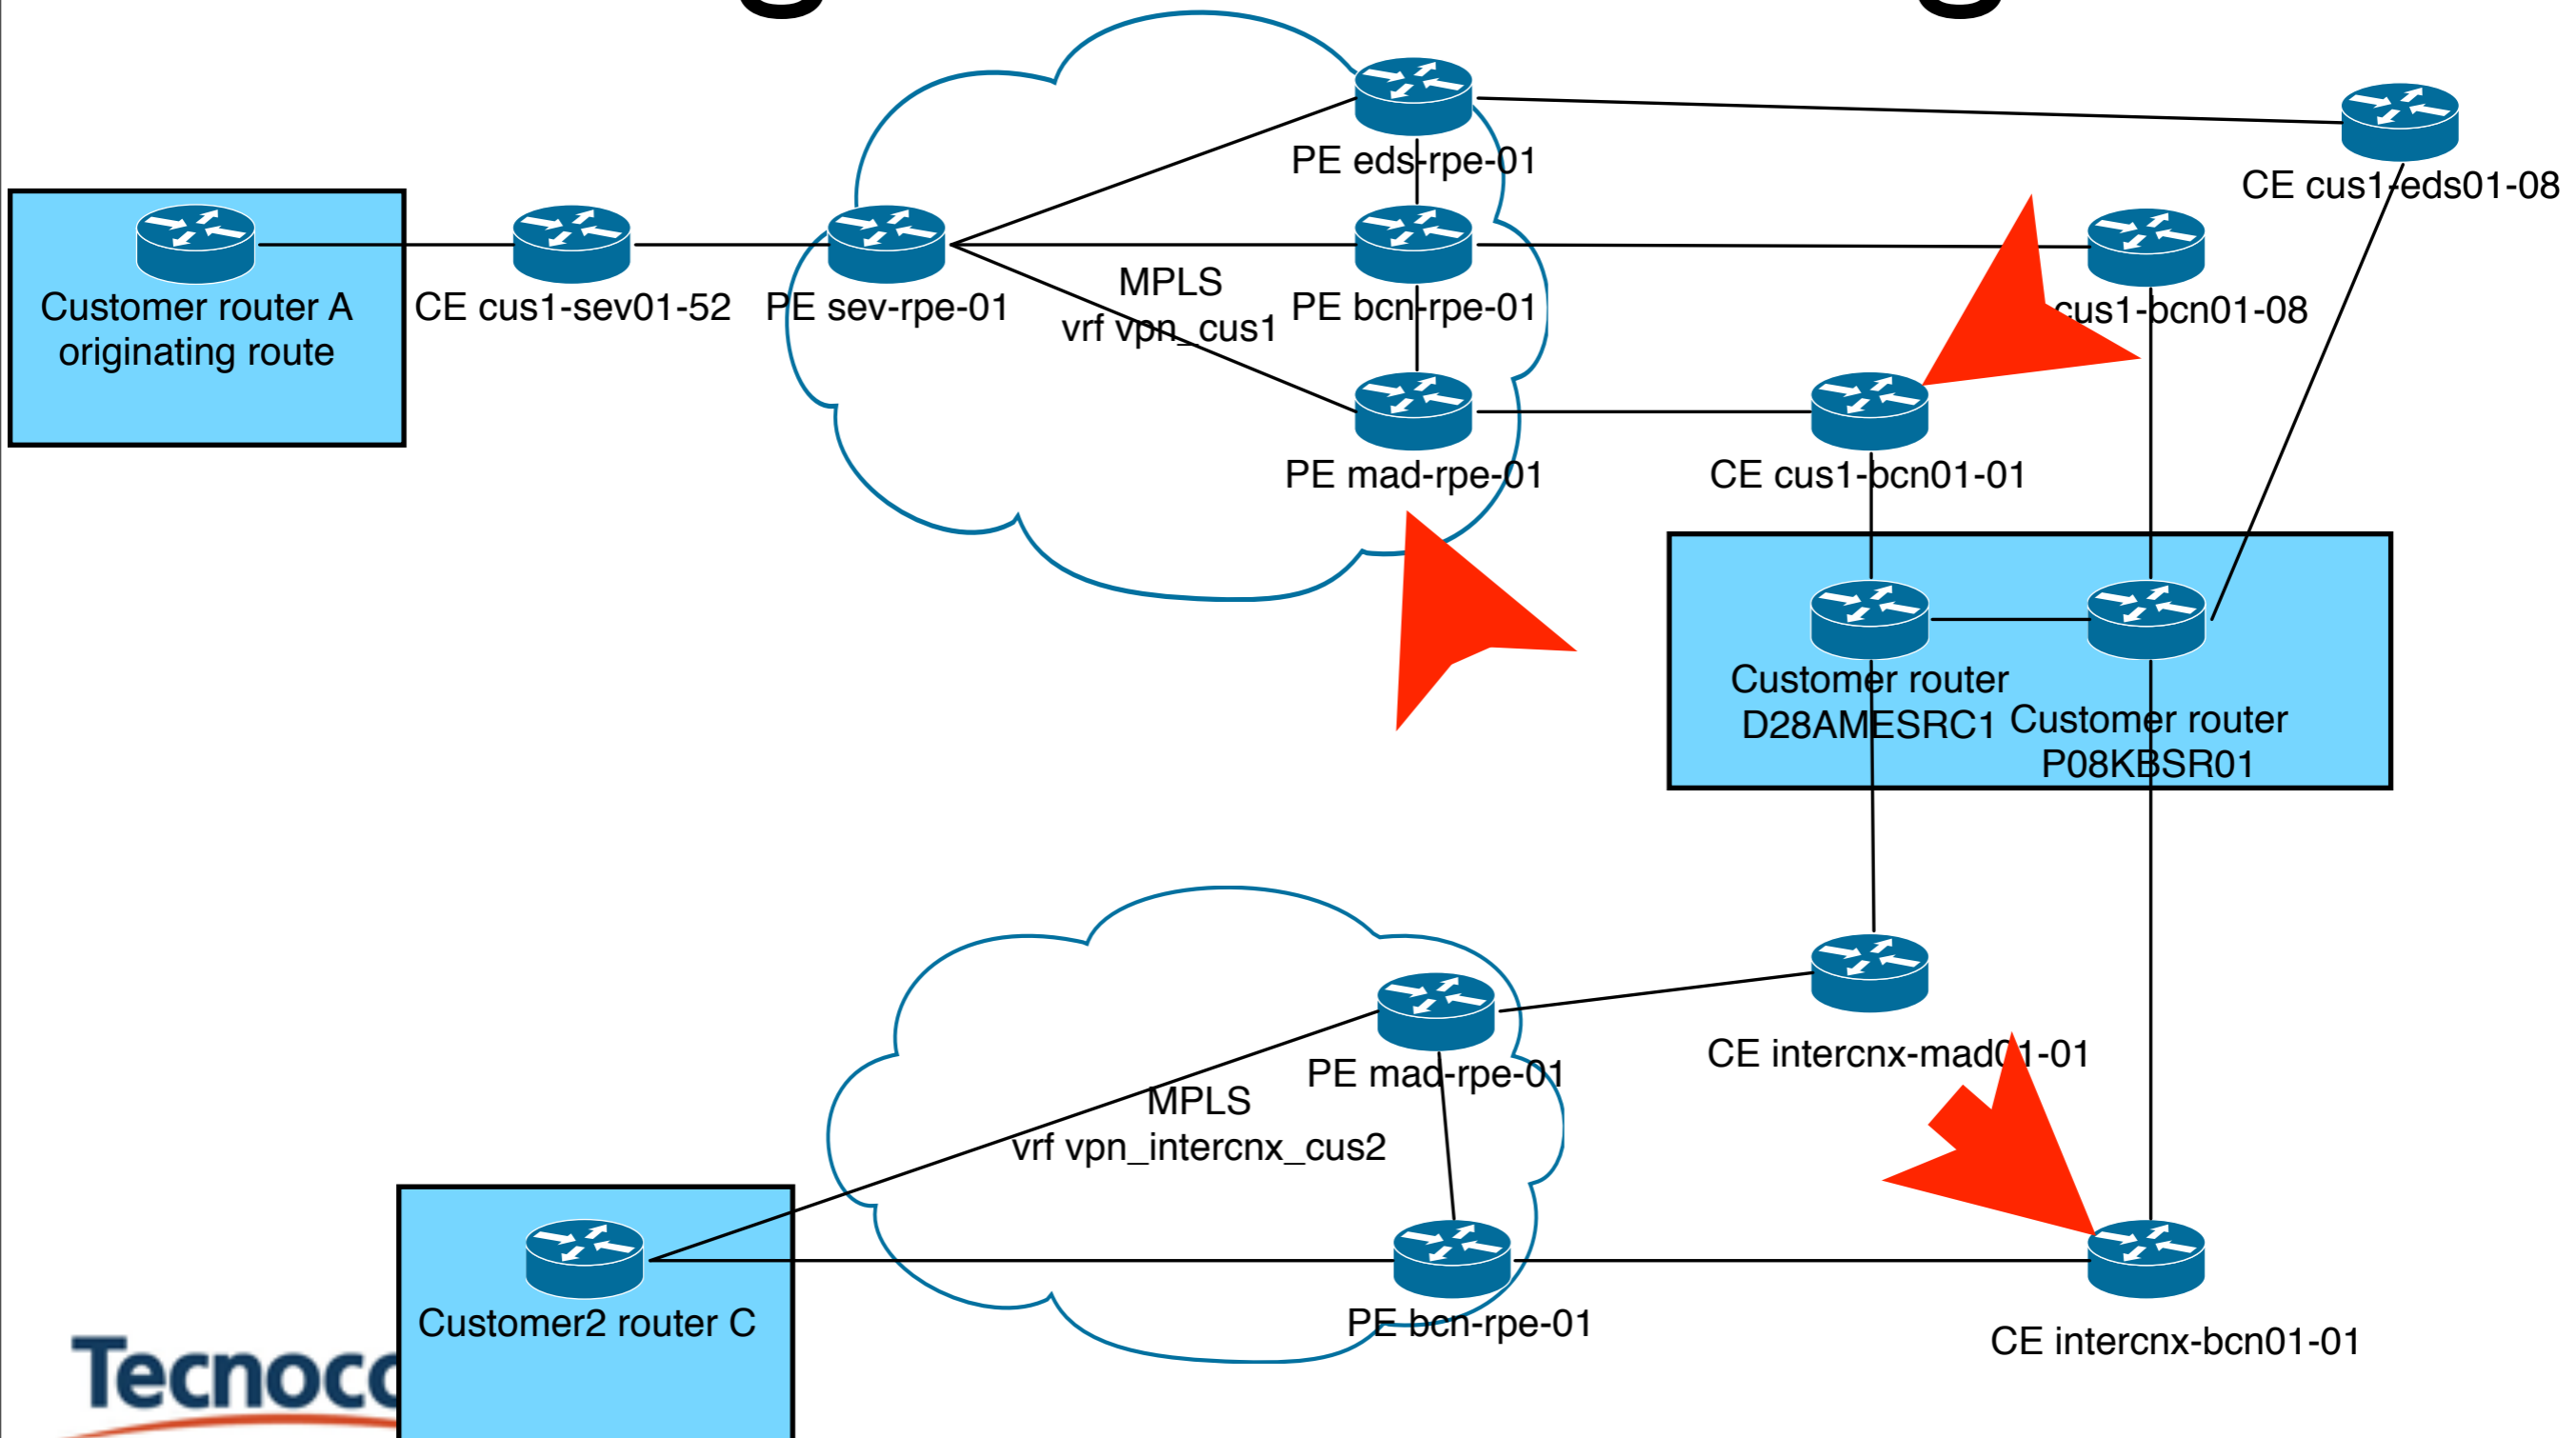 PE eds-rpe-01
CE cus1-eds01-08
Customer router A
originating route
CE cus1-sev01-52
PE sev-rpe-01
MPLS
vrf vpn_cus1
PE bcn-rpe-01
cus1-bcn01-08
PE mad-rpe-01
CE cus1-bcn01-01
Customer router
D28AMESRC1
Customer router
P08KBSR01
CE intercnx-mad01-01
PE mad-rpe-01
MPLS
vrf vpn_intercnx_cus2
Customer2 router C
PE bcn-rpe-01
CE intercnx-bcn01-01